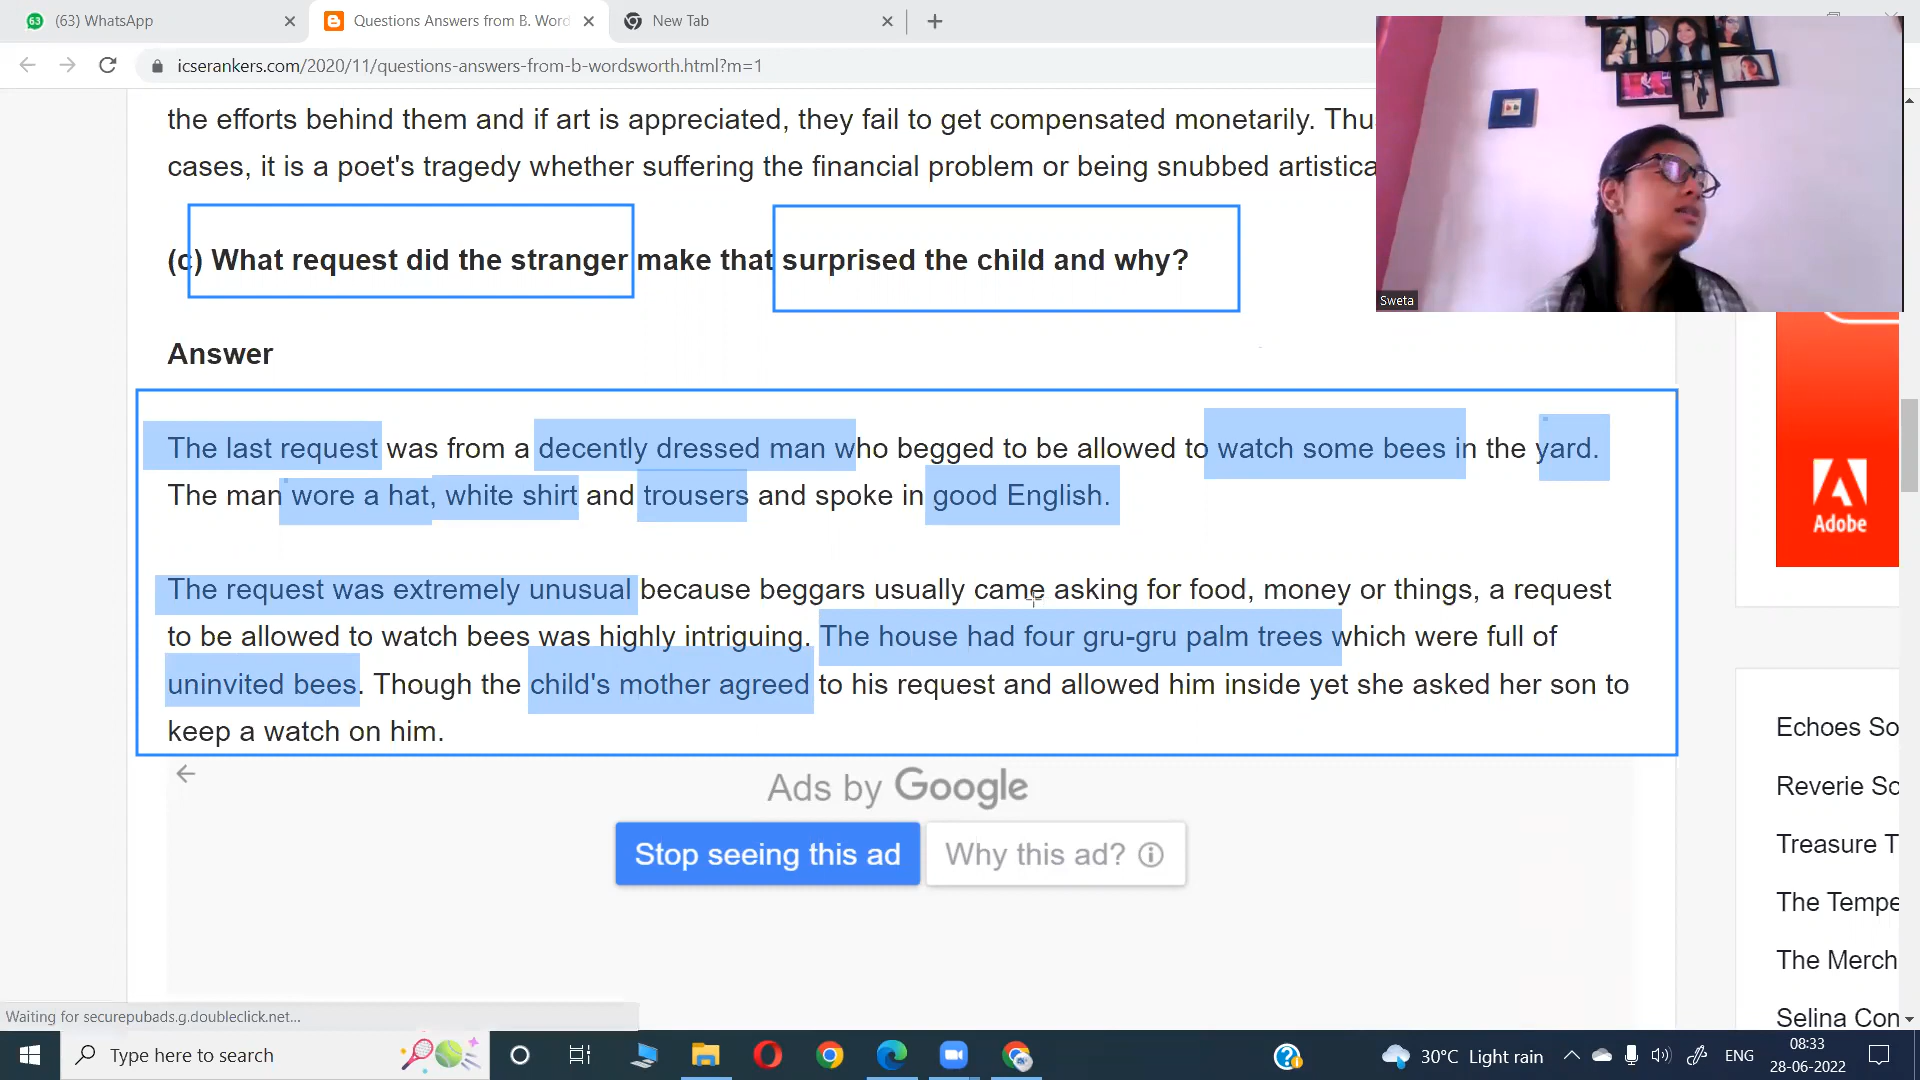 (63) WhatsApp
Questions Answers from B. Word
New Tab
icserankers.com/2020/11/questions-answers-from-b-wordsworth.html?m=1
the efforts behind them and if art is appreciated, they fail to get compensated monetarily. Thu
cases, it is a poet's tragedy whether suffering the financial problem or being snubbed artistica
(c) What request did the stranger make that surprised the child and why?
Sweta
Answer
The last request was from a decently dressed man who begged to be allowed to watch some bees in the yard.
The man wore a hat, white shirt and trousers and spoke in good English.
Adobe
The request was extremely unusual because beggars usually came asking for food, money or things, a request
to be allowed to watch bees was highly intriguing. The house had four gru-gru palm trees which were full of
uninvited bees. Though the child's mother agreed to his request and allowed him inside yet she asked her son to
keep a watch on him.
Ads by Google
Stop seeing this ad
Why this ad?
Echoes So
Reverie So
Treasure T
The Tempe
The Merch
Selina Con
Waiting for securepubads.g.doubleclick.net...
Type here to search
30°C Light rain
ENG
08:33
28-06-2022